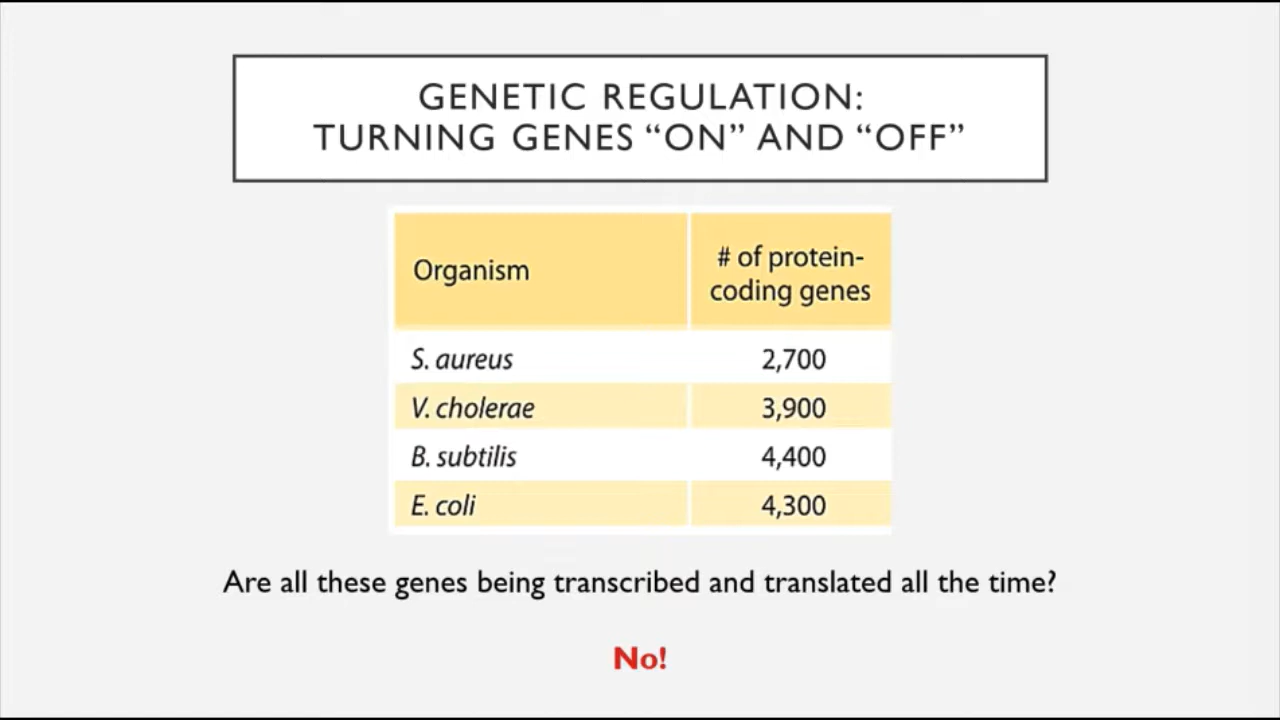 GENETIC REGULATION:
TURNING GENES “ON” AND “OFF”
Organism
# of protein-
coding genes
S. aureus 2,700
V. cholerae 3,900
B. subtilis 4,400
E. coli 4,300
Are all these genes being transcribed and translated all the time?
No!